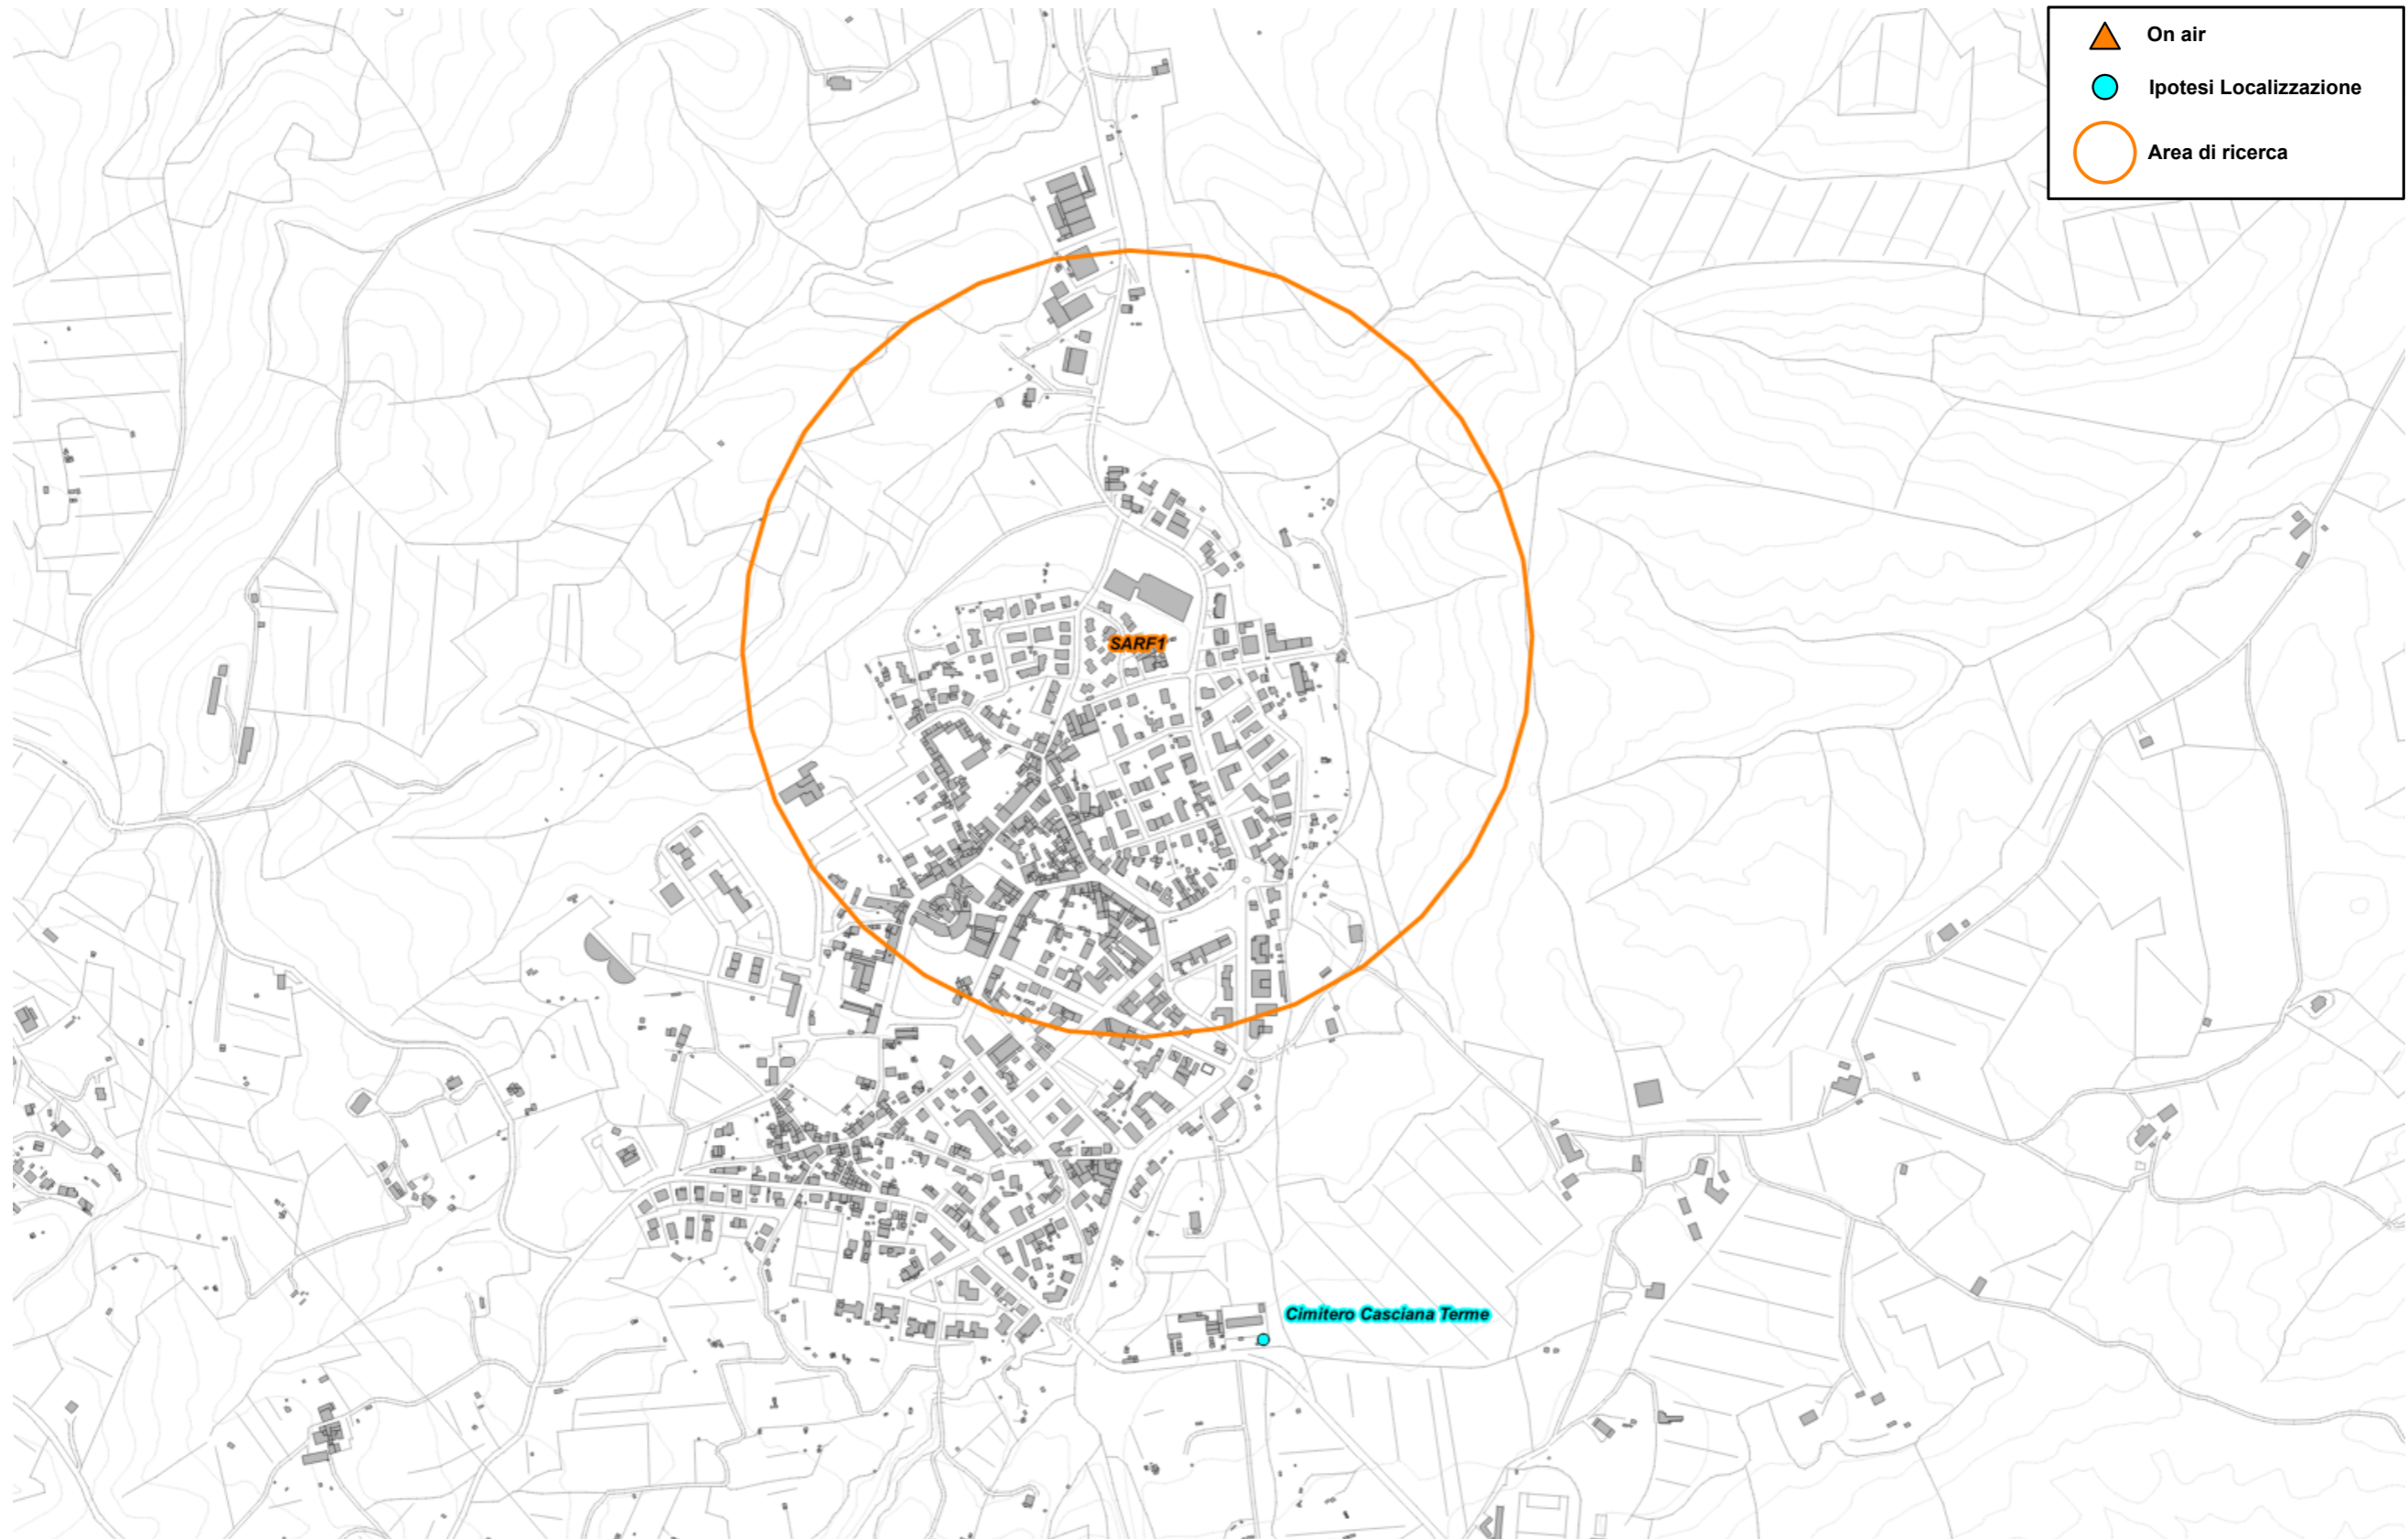 On air
Ipotesi Localizzazione
Area di ricerca
SARF1
Cimitero Casciana Terme